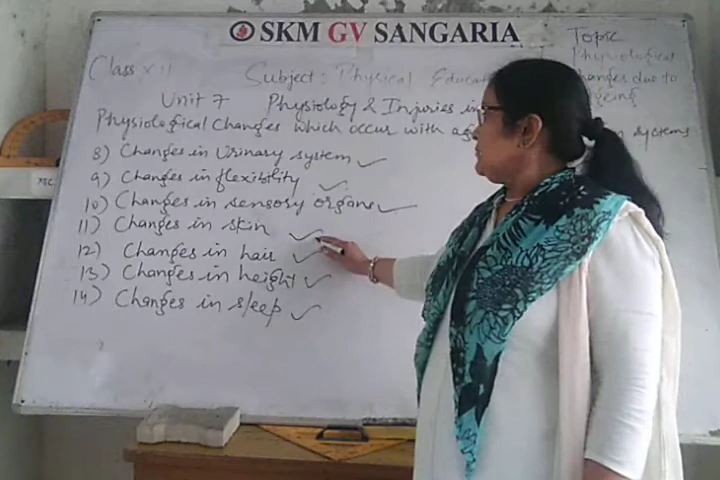 SKM GV SANGARIA
Class XII
Subject: Physical
Topic
Physiological
Changes due to
Ageing
Unit 7 Physiology & Injuries in
Physiological Changes which occur with systems
8) Changes in Urinary system
9) Changes in flexibility
10) Changes in sensory organs
11) Changes in skin
12) Changes in hair
13) Changes in height
14) Changes in sleep